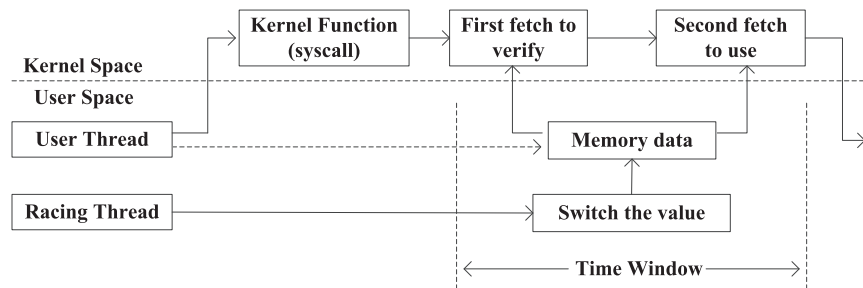 Kernel Function
(syscall)
First fetch to
verify
Second fetch
to use
Kernel Space
User Space
User Thread
Memory data
Racing Thread
Switch the value
Time Window